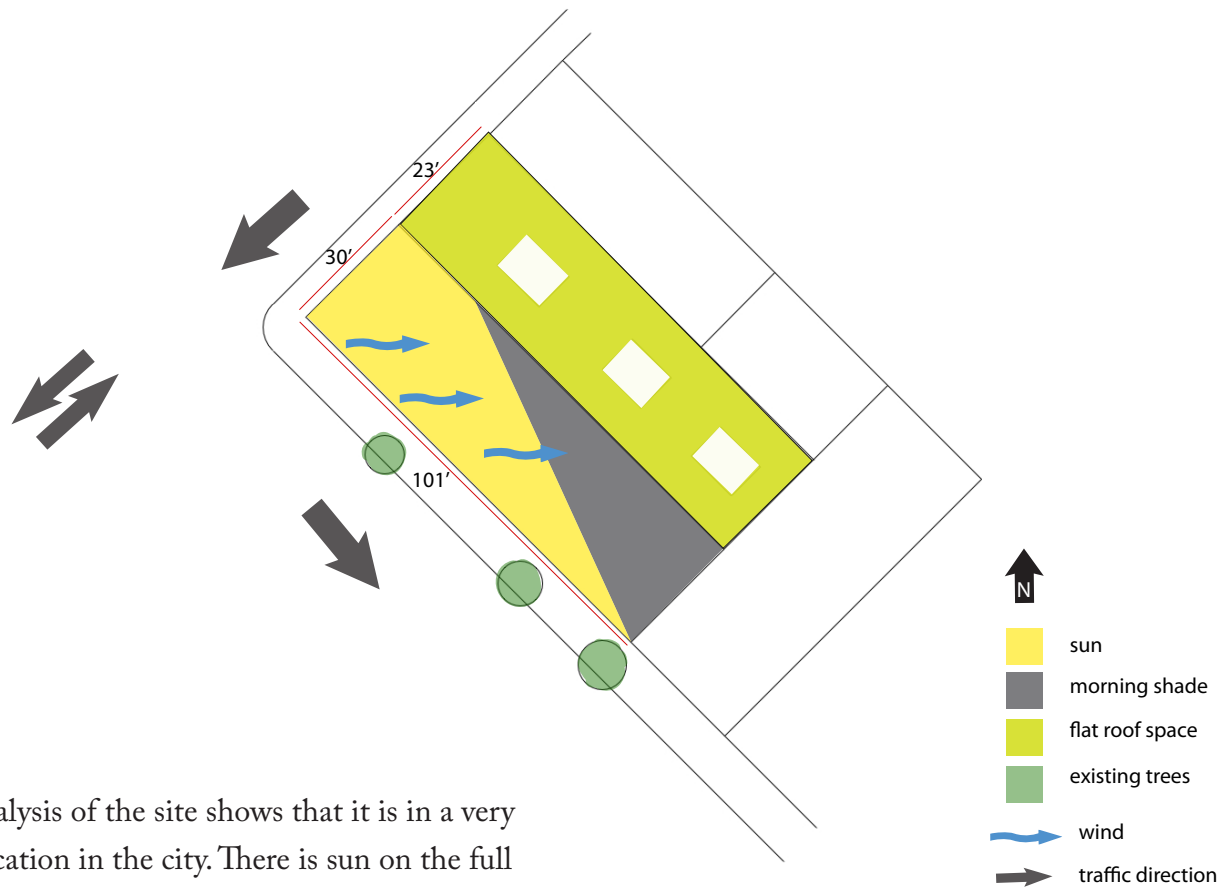 23’
30’
101’
N
sun
morning shade
flat roof space
existing trees
wind
traffic direction
alysis of the site shows that it is in a very
cation in the city. There is sun on the full